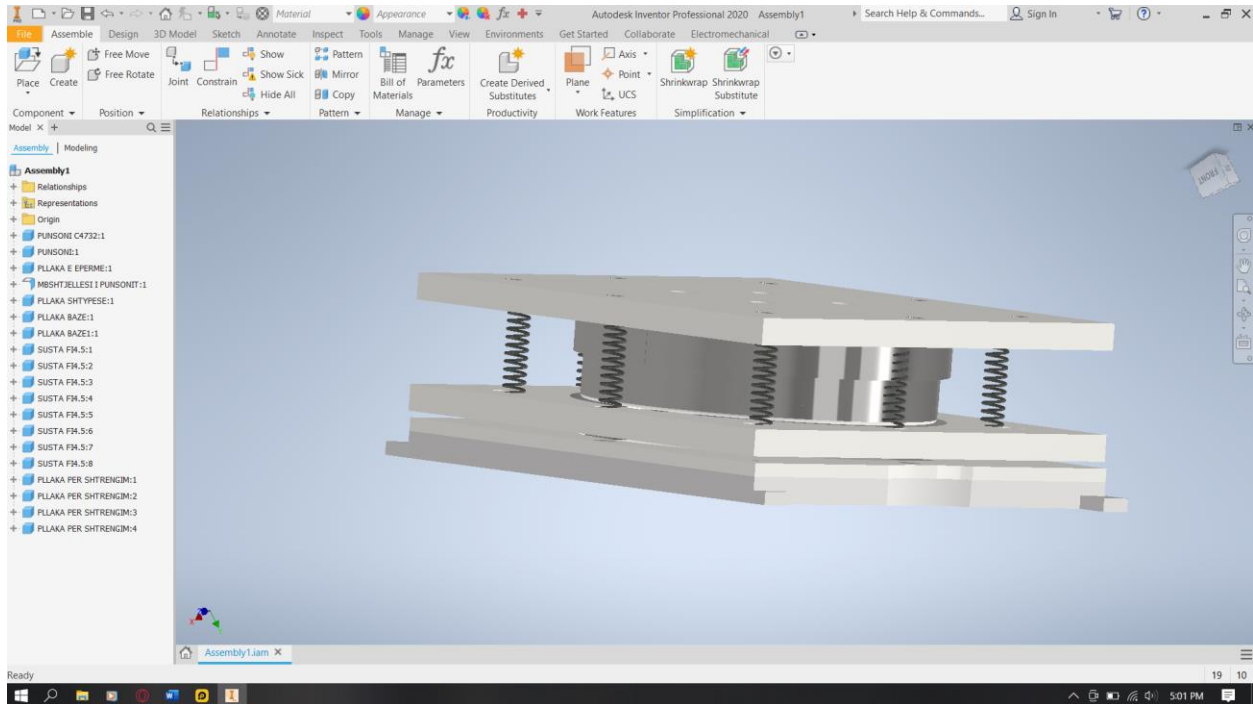 Material
Appearance
fx
Autodesk Inventor Professional 2020 Assembly1
Search Help & Commands...
Sign In
File Assemble Design 3D Model Sketch Annotate Inspect Tools Manage View Environments Get Started Collaborate Electromechanical
Place
Create
Free Move
Free Rotate
Joint
Constrain
Show
Show Sick
Hide All
Pattern
Mirror
Copy
Bill of Materials
fx
Parameters
Create Derived Substitutes
Plane
Axis
Point
UCS
Shrinkwrap
Shrinkwrap Substitute
Component Position Relationships Pattern Manage Productivity Work Features Simplification
Model × +
Assembly | Modeling
Assembly1
Relationships
Representations
Origin
PUNSONI C4732:1
PUNSONI:1
PLLAKA E EPERME:1
MBSHTJELLESI I PUNSONIT:1
PLLAKA SHTYPESE:1
PLLAKA BAZE:1
PLLAKA BAZE1:1
SUSTA FI4.5:1
SUSTA FI4.5:2
SUSTA FI4.5:3
SUSTA FI4.5:4
SUSTA FI4.5:5
SUSTA FI4.5:6
SUSTA FI4.5:7
SUSTA FI4.5:8
PLLAKA PER SHTRENGIM:1
PLLAKA PER SHTRENGIM:2
PLLAKA PER SHTRENGIM:3
PLLAKA PER SHTRENGIM:4
FRONT
Assembly1.iam ×
Ready
19 10
5:01 PM